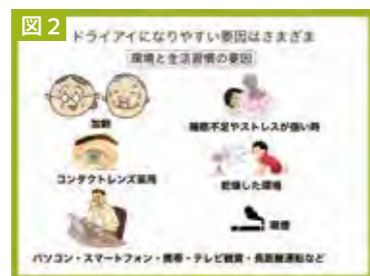 図2
ドライアイになりやすい要因はさまざま
環境と生活習慣の要因
加齢
睡眠不足やストレスが強い時
コンタクトレンズ装用
乾燥した環境
喫煙
パソコン・スマートフォン・携帯・テレビ観賞・長距離運転など